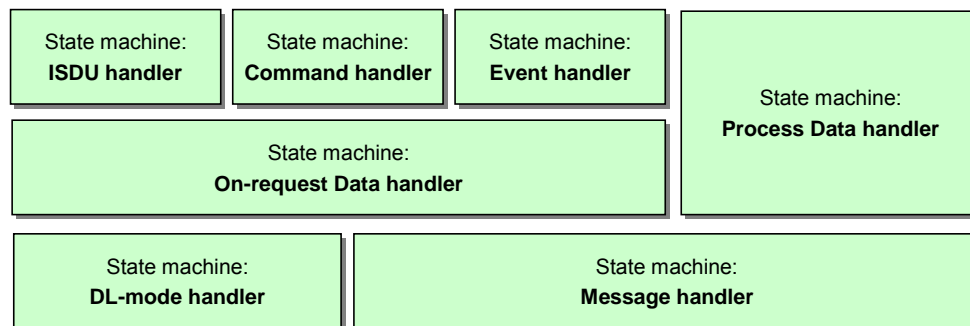 State machine:
ISDU handler
State machine:
Command handler
State machine:
Event handler
State machine:
Process Data handler
State machine:
On-request Data handler
State machine:
DL-mode handler
State machine:
Message handler